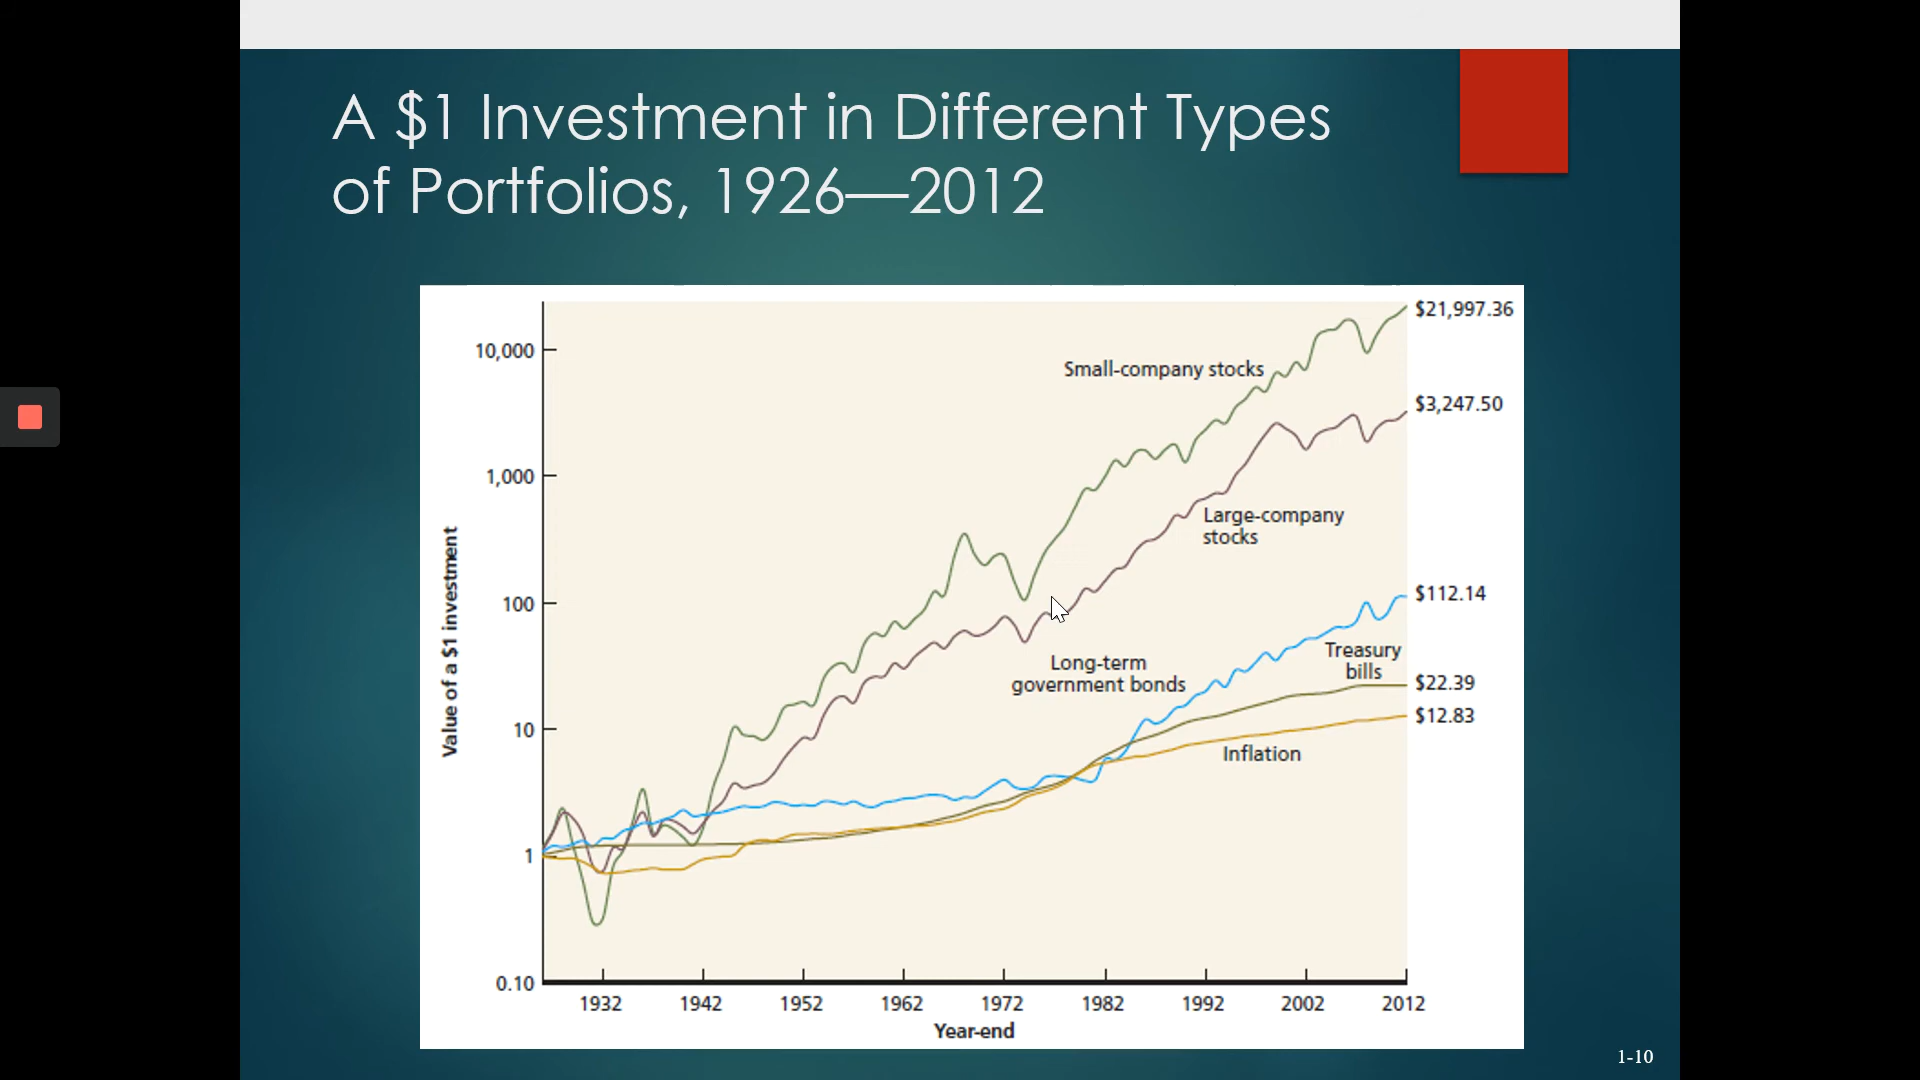 A $1 Investment in Different Types
of Portfolios, 1926—2012
$21,997.36
10,000
Small-company stocks
$3,247.50
1,000
Large-company
stocks
Value of a $1 investment
100
$112.14
Long-term
government bonds
Treasury
bills
$22.39
$12.83
10
Inflation
1
0.10
1932 1942 1952 1962 1972 1982 1992 2002 2012
Year-end
1-10